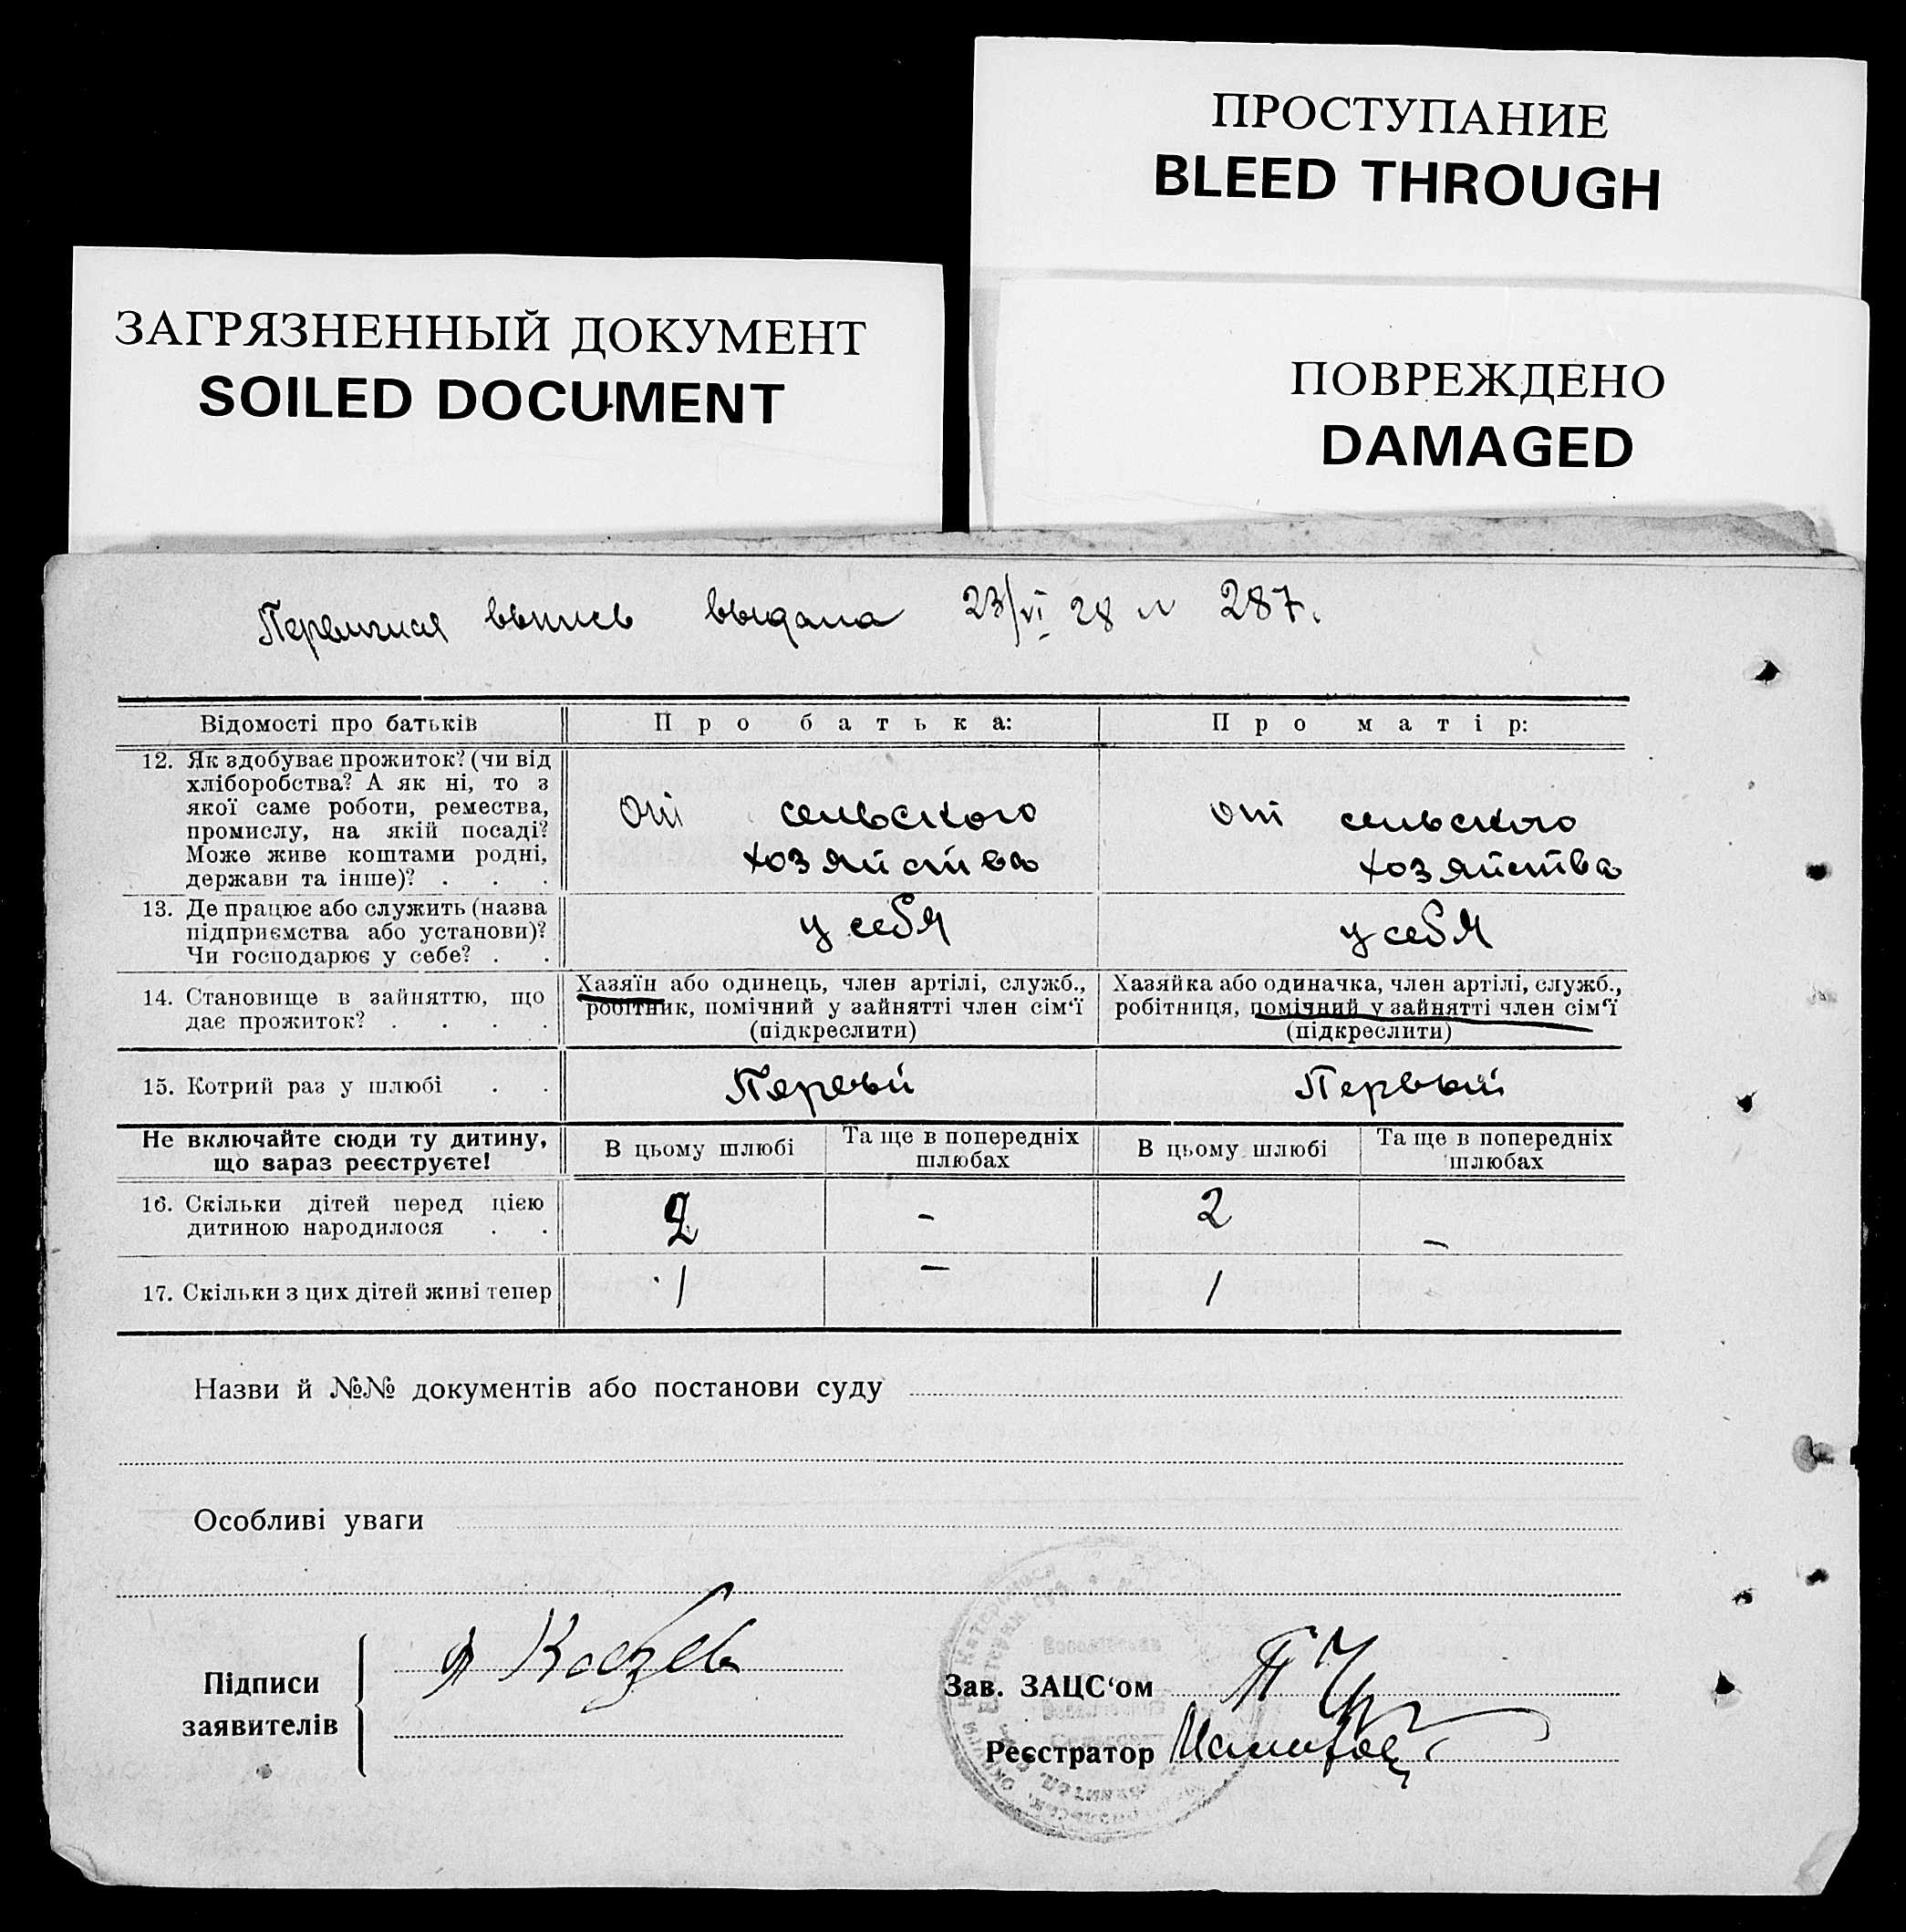 ПРОСТУПАНИЕ
BLEED THROUGH
ЗАГРЯЗНЕННЫЙ ДОКУМЕНТ
SOILED DOCUMENT
ПОВРЕЖДЕНО
DAMAGED
выпись выдана 23/VI 28 № 287.
Відомості про батьків
Про батька:
Про матір:
12. Як здобуває прожиток? (чи від
хліборобства? А як ні, то з
якої саме роботи, ремества,
промислу, на якій посаді?
Може живе коштами родні,
держави та інше)? . . .
От сельского
хозяйства
от сельского
хозяйства
13. Де працює або служить (назва
підприємства або установи)?
Чи господарює у себе? . .
у себя
у себя
14. Становище в зайняттю, що
дає прожиток? . . . .
Хазяїн або одинець, член артілі, служб.,
робітник, помічний у зайнятті член сім'ї
(підкреслити)
Хазяйка або одиначка, член артілі, служб.,
робітниця, помічний у зайнятті член сім'ї
(підкреслити)
15. Котрий раз у шлюбі . .
Первый
Первый
Не включайте сюди ту дитину,
що зараз реєструєте!
В цьому шлюбі
Та ще в попередніх
шлюбах
В цьому шлюбі
Та ще в попередніх
шлюбах
16. Скільки дітей перед цією
дитиною народилося . .
2
-
2
-
17. Скільки з цих дітей живі тепер
1
-
1
-
Назви й №№ документів або постанови суду
Особливі уваги
Підписи
заявителів
Зав. ЗАЦС'ом
Реєстратор